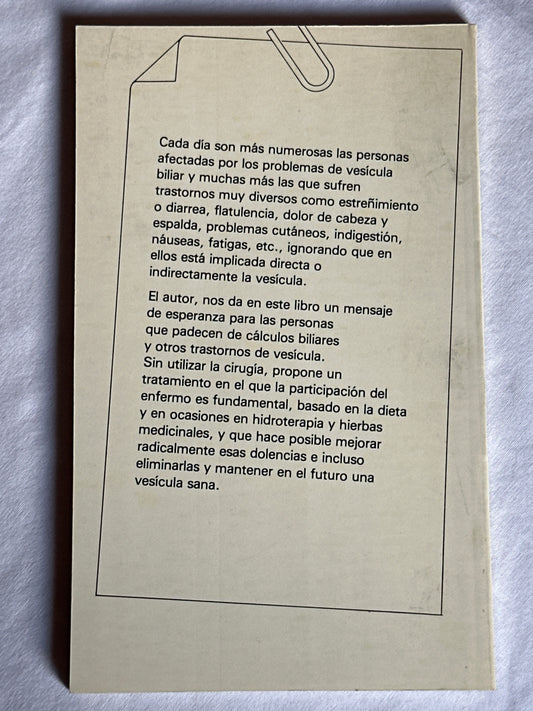 Cada día son más numerosas las personas
afectadas por los problemas de vesícula
biliar y muchas más las que sufren
trastornos muy diversos como estreñimiento
o diarrea, flatulencia, dolor de cabeza y
espalda, problemas cutáneos, indigestión,
náuseas, fatigas, etc., ignorando que en
ellos está implicada directa o
indirectamente la vesícula.
El autor, nos da en este libro un mensaje
de esperanza para las personas
que padecen de cálculos biliares
y otros trastornos de vesícula.
Sin utilizar la cirugía, propone un
tratamiento en el que la participación del
enfermo es fundamental, basado en la dieta
y en ocasiones en hidroterapia y hierbas
medicinales, y que hace posible mejorar
radicalmente esas dolencias e incluso
eliminarlas y mantener en el futuro una
vesícula sana.